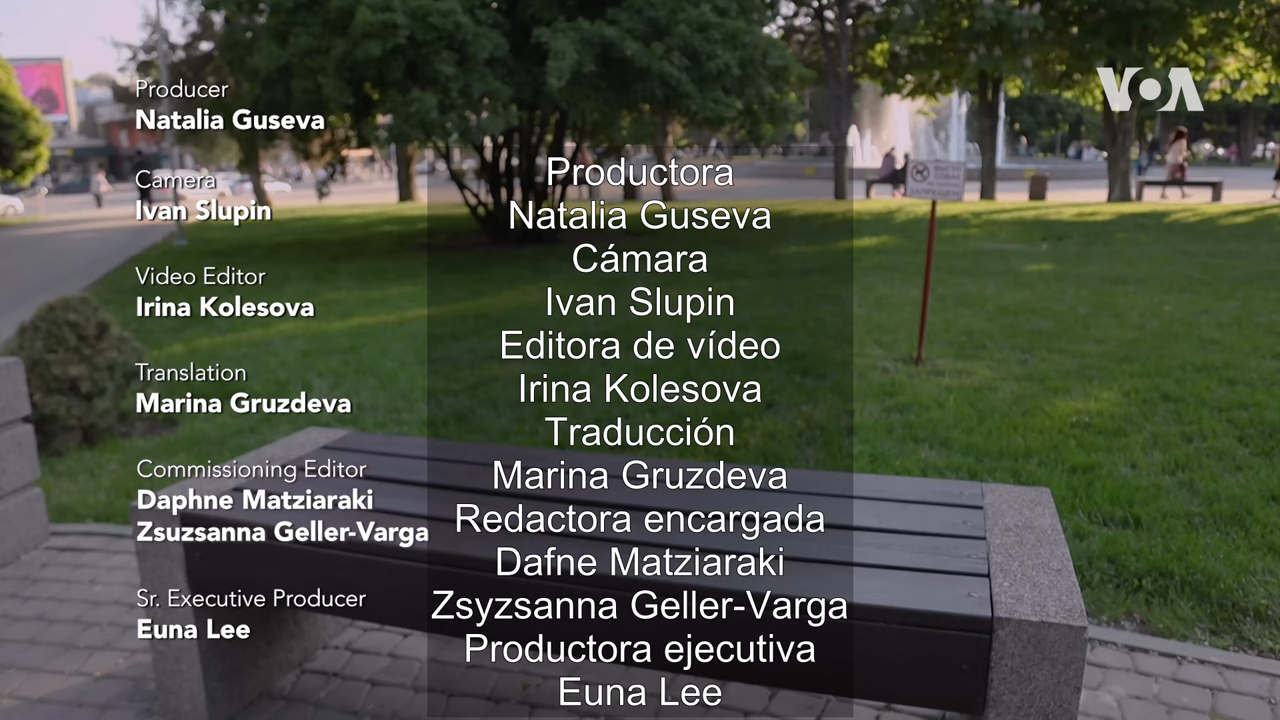 VOA
Producer
Natalia Guseva
Camera
Ivan Slupin
Video Editor
Irina Kolesova
Translation
Marina Gruzdeva
Commissioning Editor
Daphne Matziaraki
Zsuzsanna Geller-Varga
Sr. Executive Producer
Euna Lee
Productora
Natalia Guseva
Cámara
Ivan Slupin
Editora de vídeo
Irina Kolesova
Traducción
Marina Gruzdeva
Redactora encargada
Dafne Matziaraki
Zsyzsanna Geller-Varga
Productora ejecutiva
Euna Lee